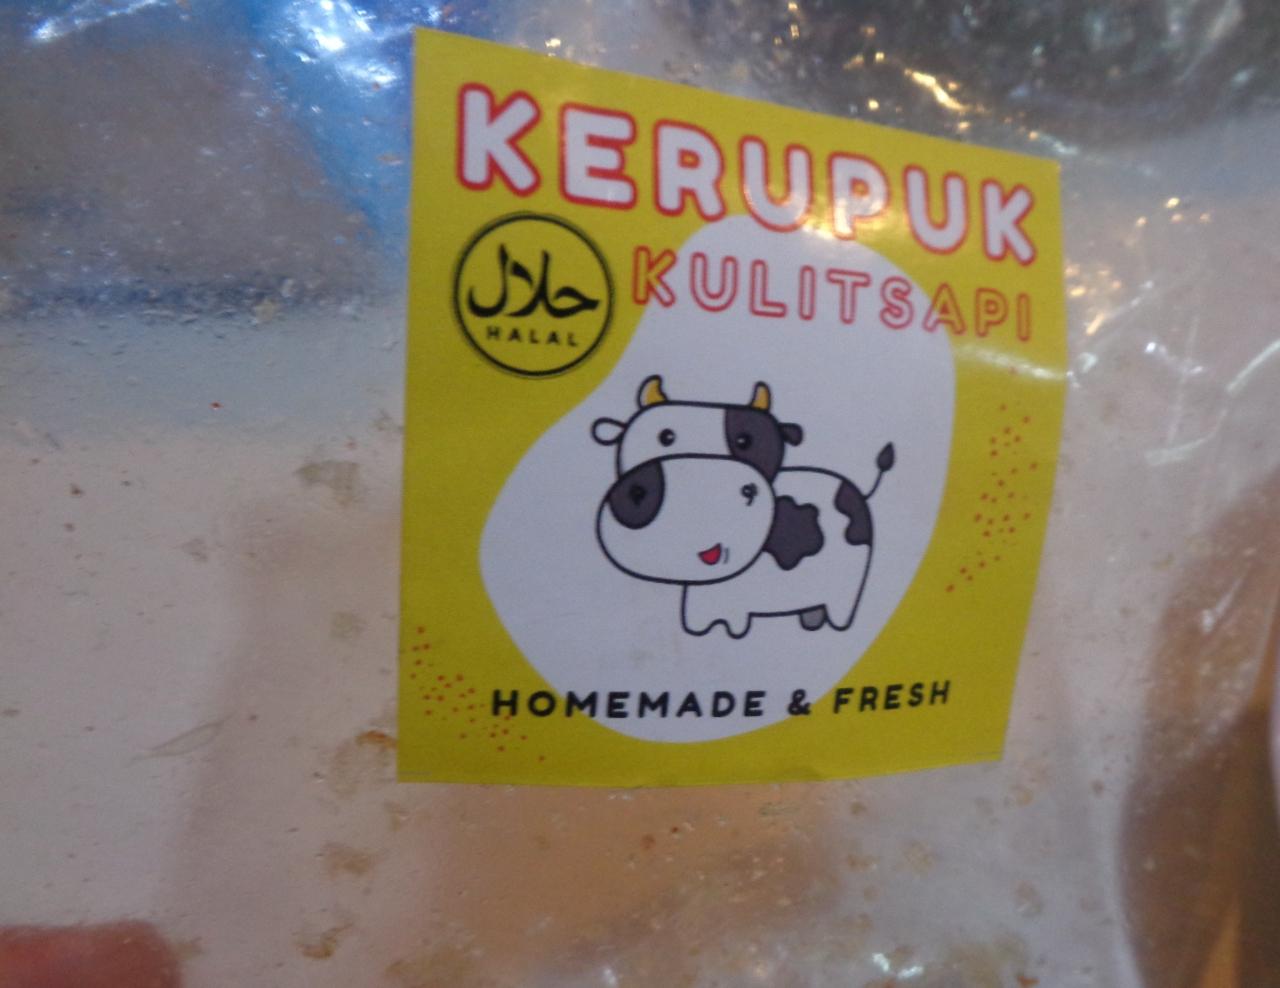 KERUPUK
KULITSAPI
حلال
HALAL
HOMEMADE & FRESH